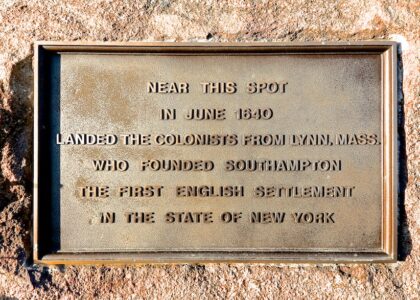 NEAR THIS SPOT
IN JUNE 1640
LANDED THE COLONISTS FROM LYNN, MASS.
WHO FOUNDED SOUTHAMPTON
THE FIRST ENGLISH SETTLEMENT
IN THE STATE OF NEW YORK